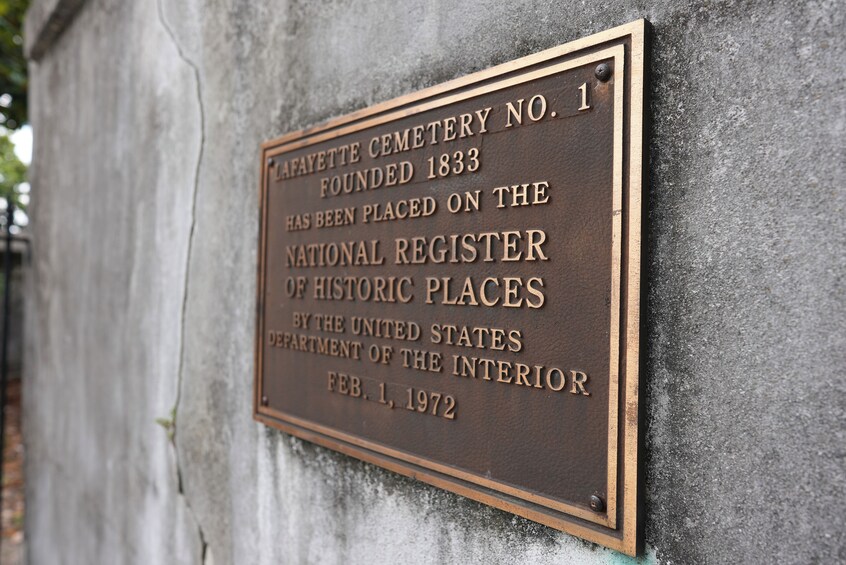 LAFAYETTE CEMETERY NO. 1
FOUNDED 1833
HAS BEEN PLACED ON THE
NATIONAL REGISTER
OF HISTORIC PLACES
BY THE UNITED STATES
DEPARTMENT OF THE INTERIOR
FEB. 1, 1972